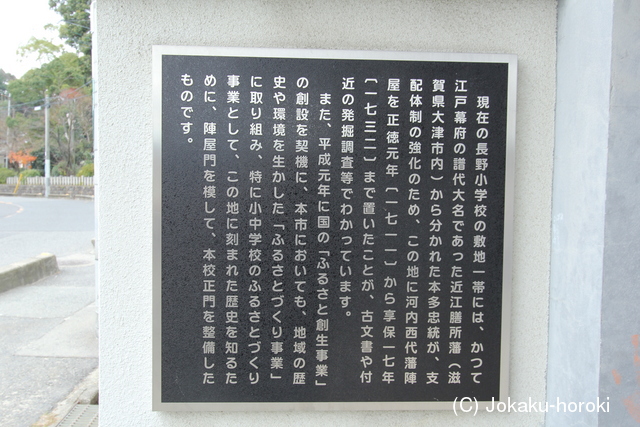 現在の長野小学校の敷地一帯には、かつて
江戸幕府の譜代大名であった近江膳所藩（滋
賀県大津市内）から分かれた本多忠統が、支
配体制の強化のため、この地に河内西代藩陣
屋を正徳元年〔一七一一〕から享保一七年
〔一七三二〕まで置いたことが、古文書や付
近の発掘調査等でわかっています。
また、平成元年に国の「ふるさと創生事業」
の創設を契機に、本市においても、地域の歴
史や環境を生かした「ふるさとづくり事業」
に取り組み、特に小中学校のふるさとづくり
事業として、この地に刻まれた歴史を知るた
めに、陣屋門を模して、本校正門を整備した
ものです。
(C) Jokaku-horoki